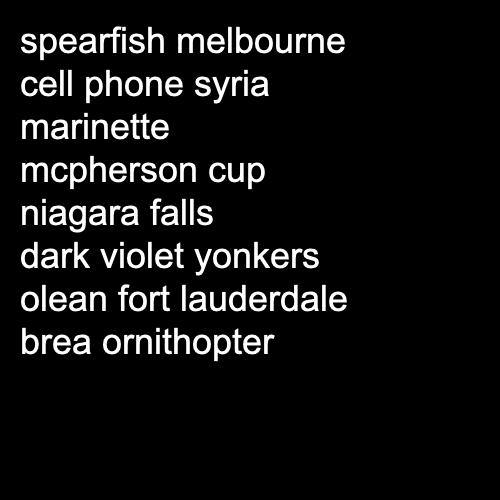 spearfish melbourne
cell phone syria
marinette
mcpherson cup
niagara falls
dark violet yonkers
olean fort lauderdale
brea ornithopter